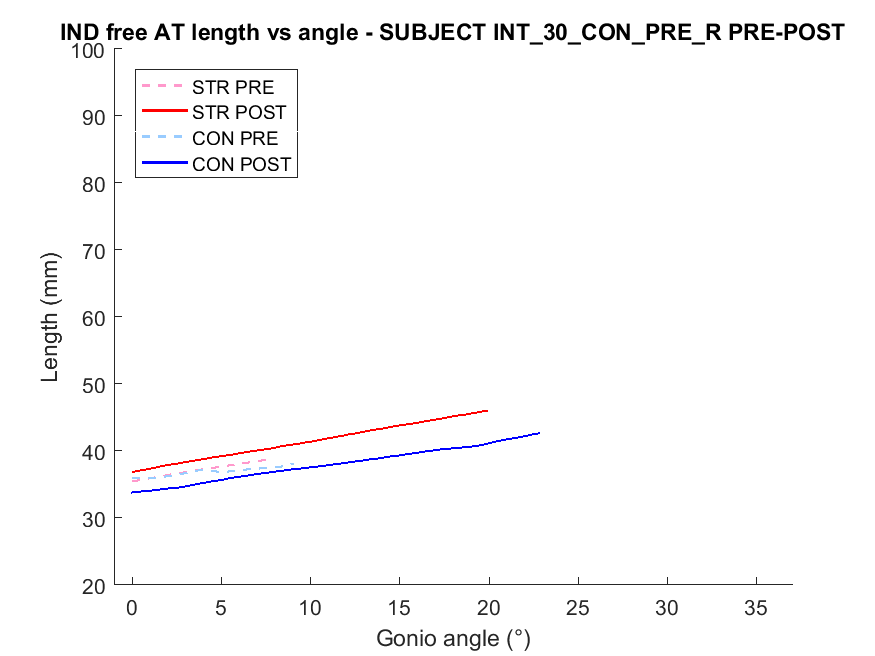 IND free AT length vs angle - SUBJECT INT_30_CON_PRE_R PRE-POST
100
90
80
70
60
50
40
30
20
Length (mm)
STR PRE
STR POST
CON PRE
CON POST
0 5 10 15 20 25 30 35
Gonio angle (°)